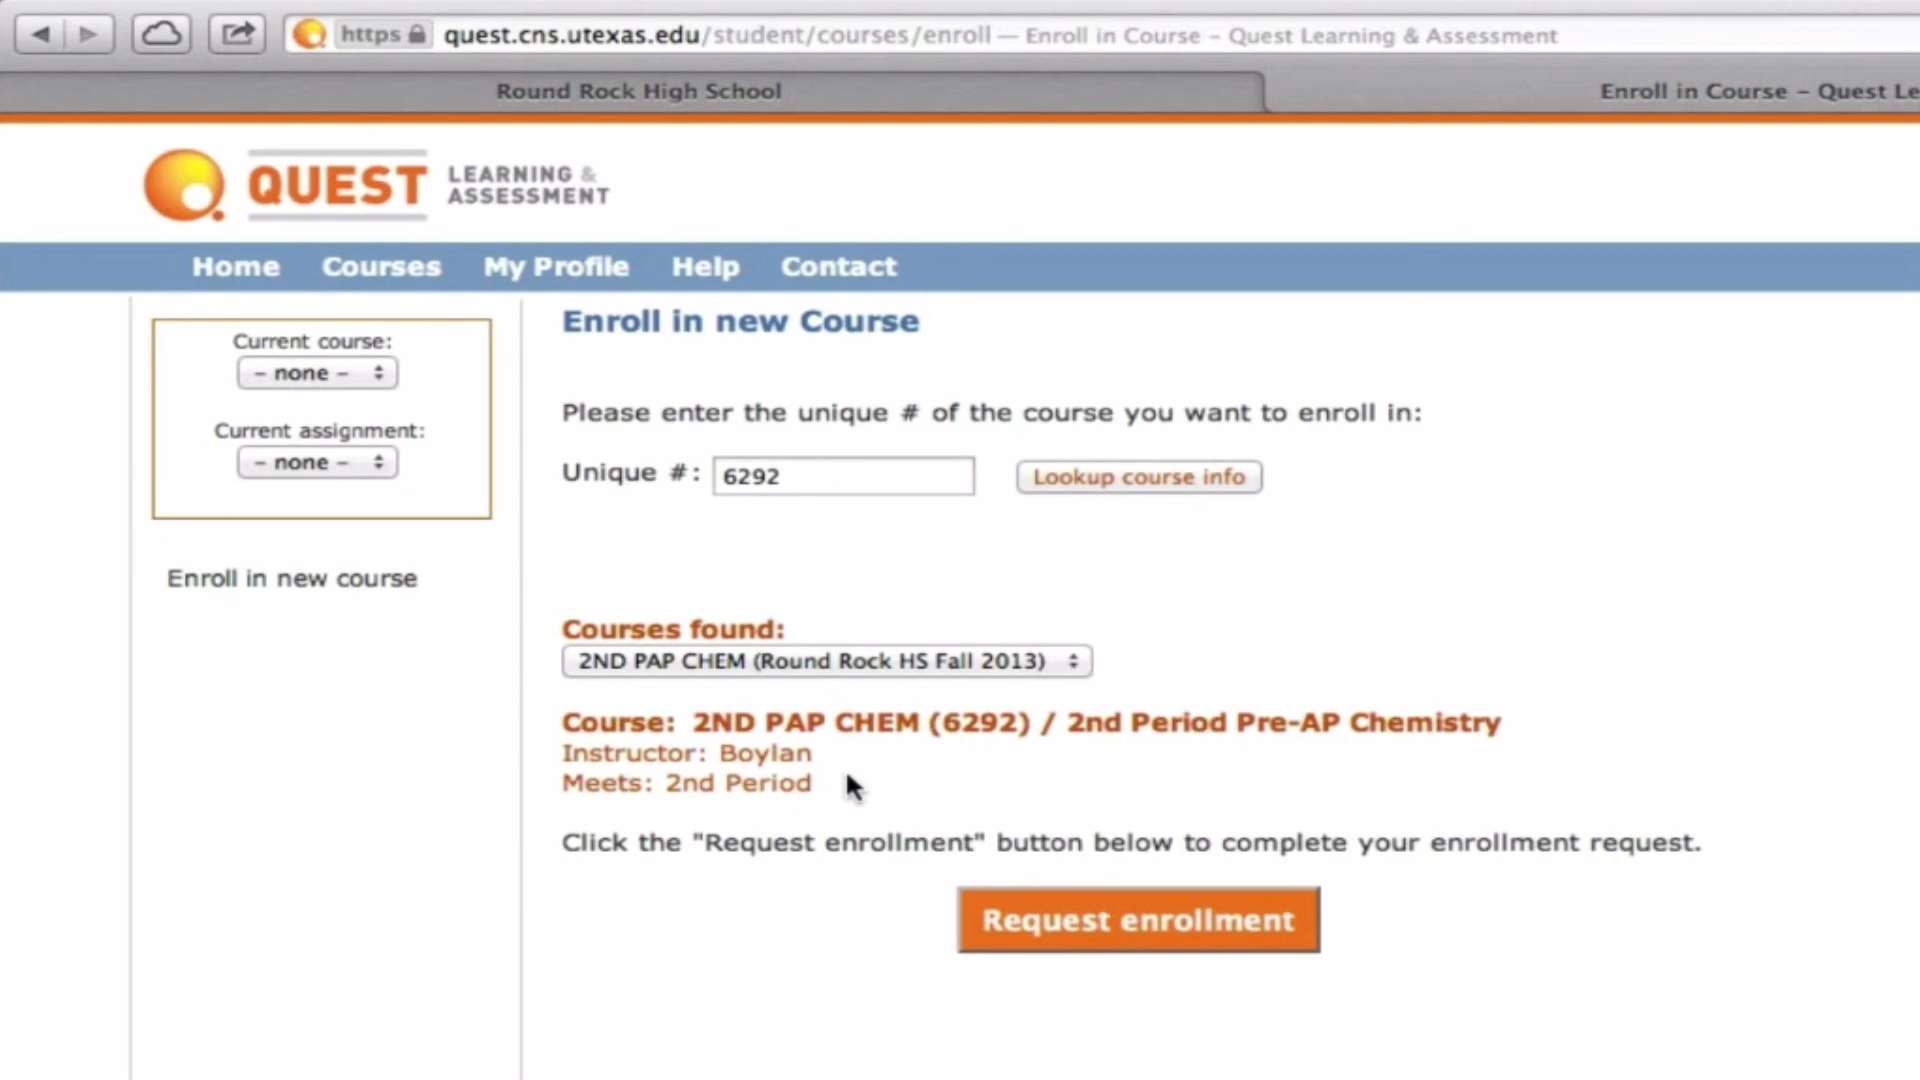 https quest.cns.utexas.edu/student/courses/enroll — Enroll in Course – Quest Learning & Assessment
Round Rock High School
Enroll in Course – Quest Le
QUEST LEARNING & ASSESSMENT
Home Courses My Profile Help Contact
Current course:
– none –
Current assignment:
– none –
Enroll in new course
Enroll in new Course
Please enter the unique # of the course you want to enroll in:
Unique #: 6292 Lookup course info
Courses found:
2ND PAP CHEM (Round Rock HS Fall 2013)
Course: 2ND PAP CHEM (6292) / 2nd Period Pre-AP Chemistry
Instructor: Boylan
Meets: 2nd Period
Click the "Request enrollment" button below to complete your enrollment request.
Request enrollment